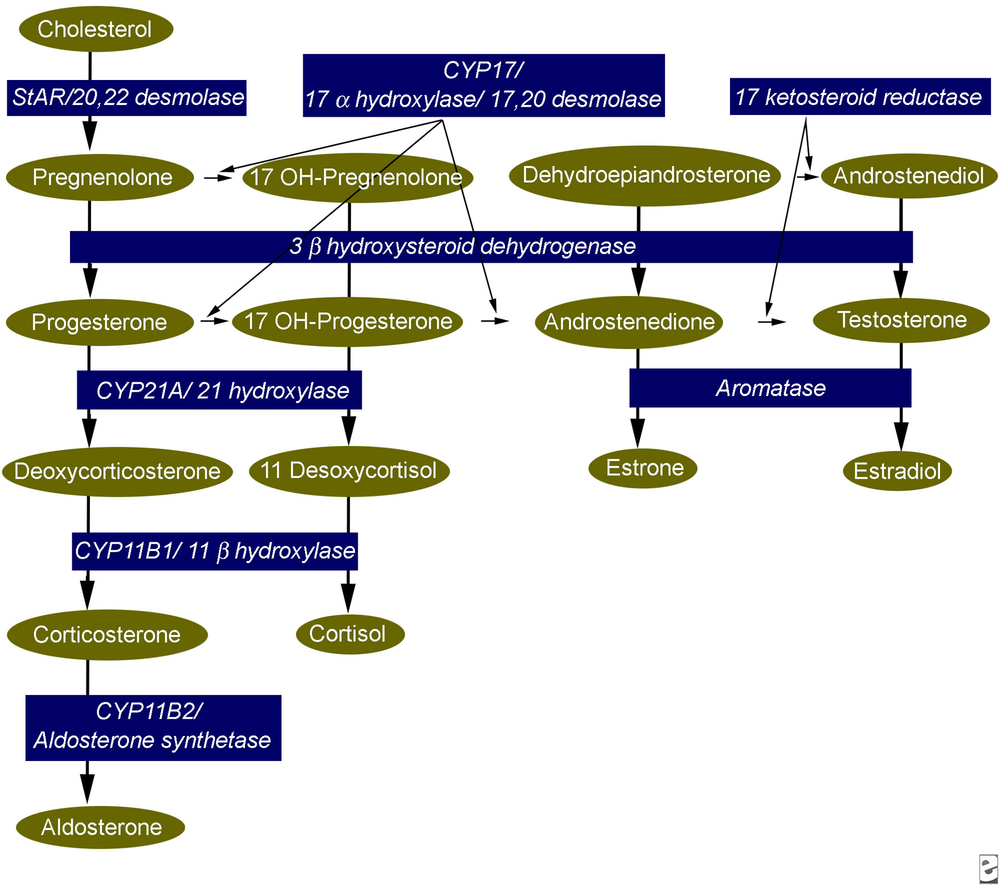 Cholesterol
CYP17/
17 α hydroxylase/ 17,20 desmolase
StAR/20,22 desmolase
17 ketosteroid reductase
Pregnenolone
17 OH-Pregnenolone
Dehydroepiandrosterone
Androstenediol
3 β hydroxysteroid dehydrogenase
Progesterone
17 OH-Progesterone
Androstenedione
Testosterone
CYP21A/ 21 hydroxylase
Aromatase
Deoxycorticosterone
11 Desoxycortisol
Estrone
Estradiol
CYP11B1/ 11 β hydroxylase
Corticosterone
Cortisol
CYP11B2/
Aldosterone synthetase
Aldosterone
e